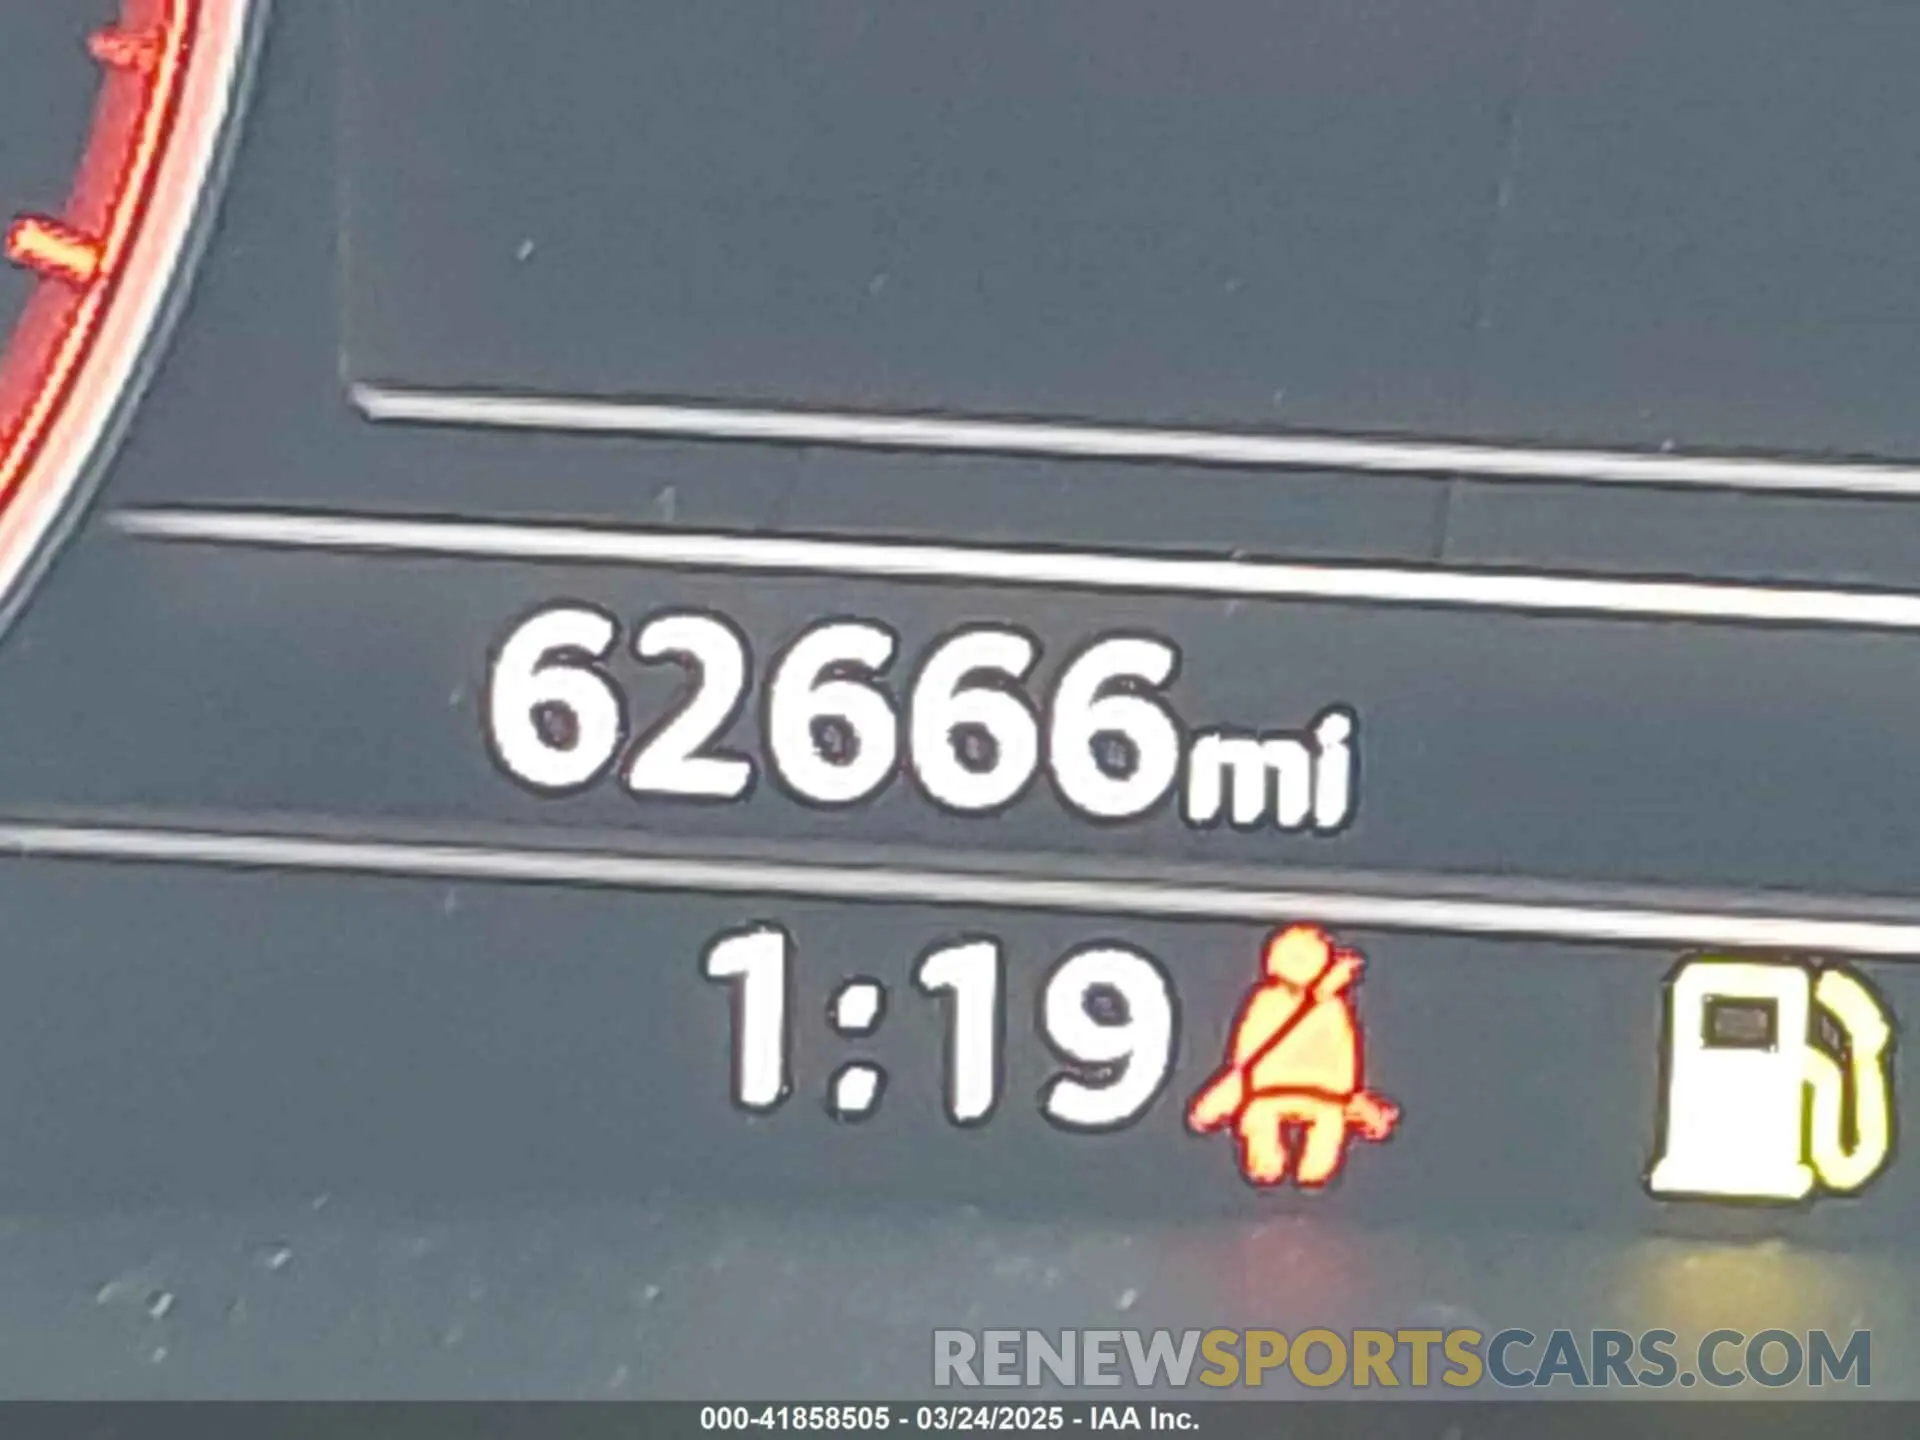 62666mi
1:19
RENEWSPORTSCARS.COM
000-41858505 - 03/24/2025 - IAA Inc.